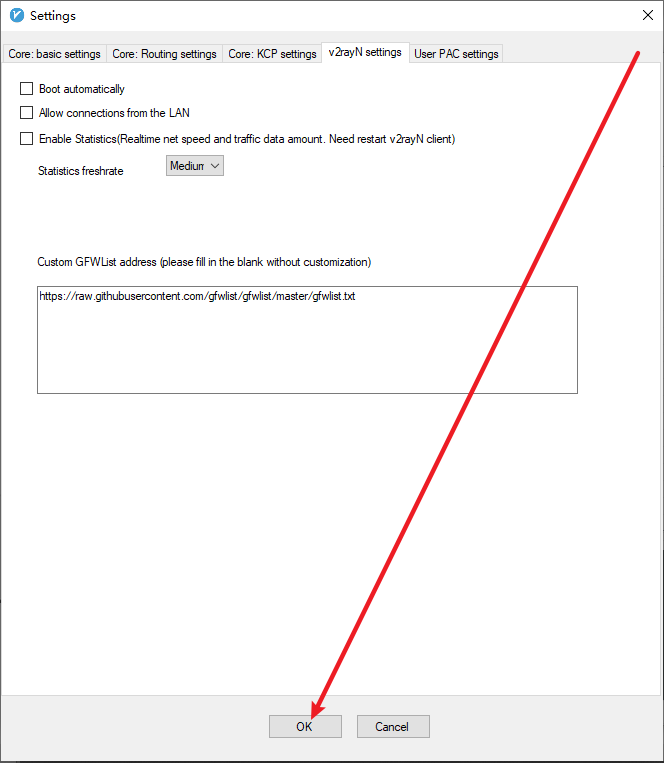 Settings
Core: basic settings Core: Routing settings Core: KCP settings v2rayN settings User PAC settings
Boot automatically
Allow connections from the LAN
Enable Statistics(Realtime net speed and traffic data amount. Need restart v2rayN client)
Statistics freshrate Medium
Custom GFWList address (please fill in the blank without customization)
https://raw.githubusercontent.com/gfwlist/gfwlist/master/gfwlist.txt
OK Cancel